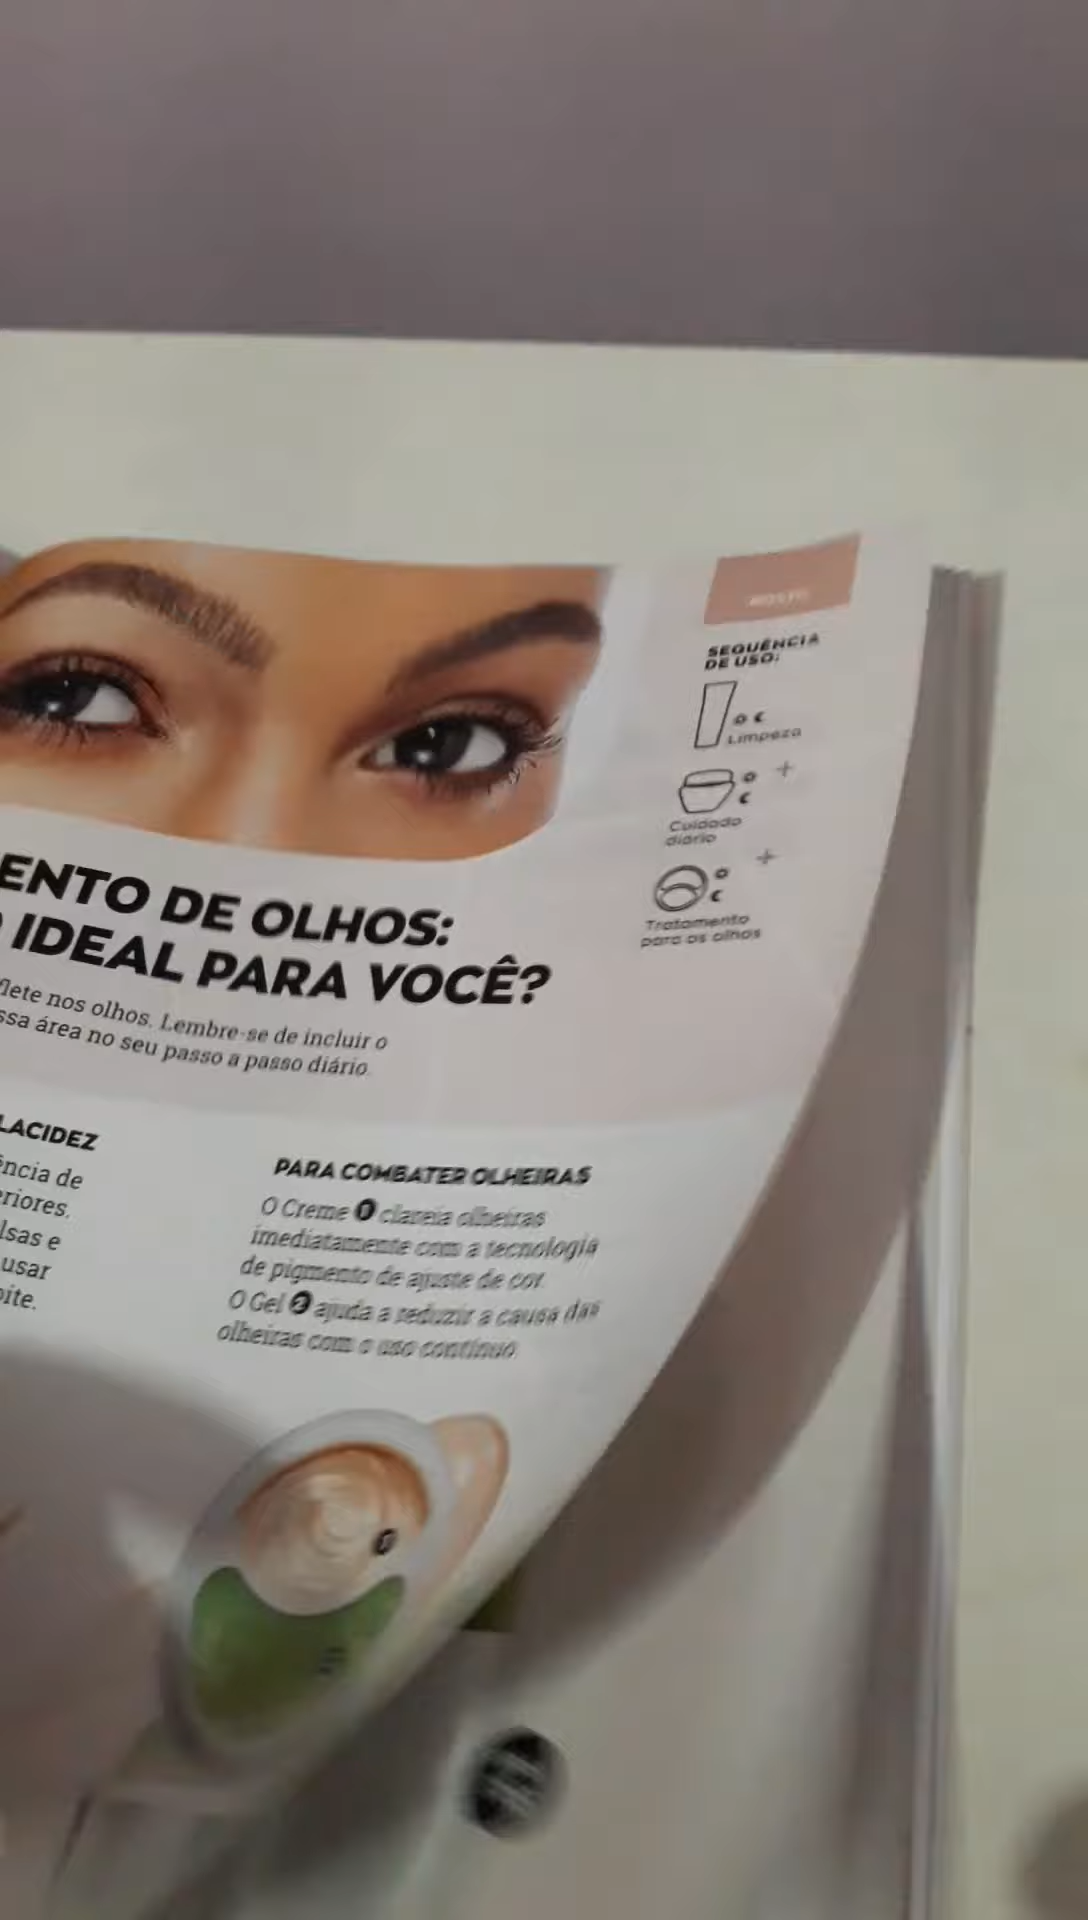 ROSTO
SEQUÊNCIA
DE USO:
Limpeza
Cuidado
diário
Tratamento
para os olhos
ENTO DE OLHOS:
IDEAL PARA VOCÊ?
flete nos olhos. Lembre-se de incluir o
ssa área no seu passo a passo diário.
LACIDEZ
ência de
eriores.
lsas e
usar
oite.
PARA COMBATER OLHEIRAS
O Creme 1 clareia olheiras
imediatamente com a tecnologia
de pigmento de ajuste de cor.
O Gel 2 ajuda a reduzir a causa das
olheiras com o uso contínuo.
1